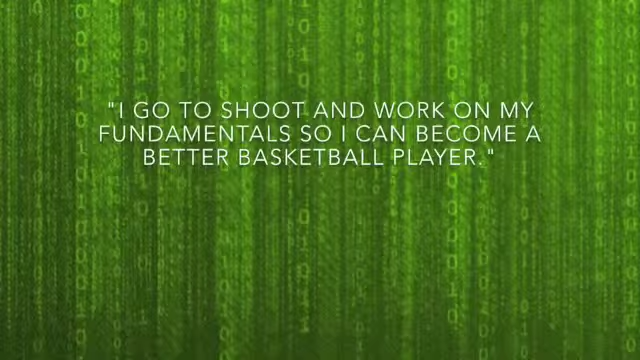 "I GO TO SHOOT AND WORK ON MY
FUNDAMENTALS SO I CAN BECOME A
BETTER BASKETBALL PLAYER."